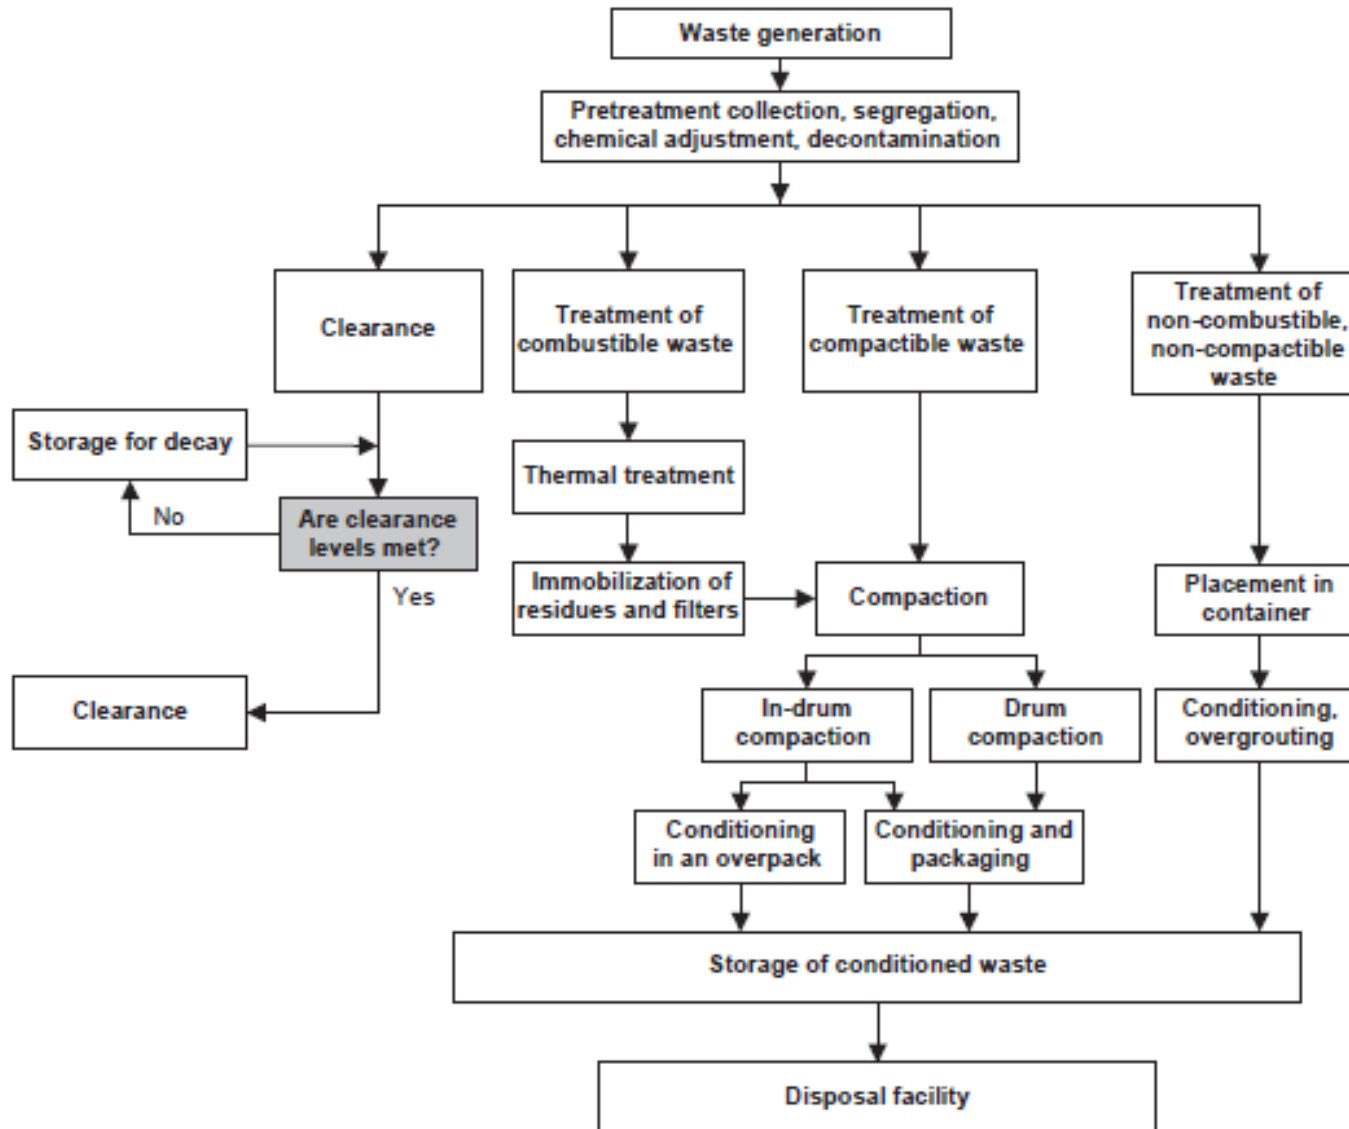 Waste generation
Pretreatment collection, segregation,
chemical adjustment, decontamination
Clearance
Treatment of
combustible waste
Treatment of
compactible waste
Treatment of
non-combustible,
non-compactible
waste
Storage for decay
Thermal treatment
No
Are clearance
levels met?
Yes
Immobilization of
residues and filters
Compaction
Placement in
container
Clearance
In-drum
compaction
Drum
compaction
Conditioning,
overgrouting
Conditioning
in an overpack
Conditioning and
packaging
Storage of conditioned waste
Disposal facility